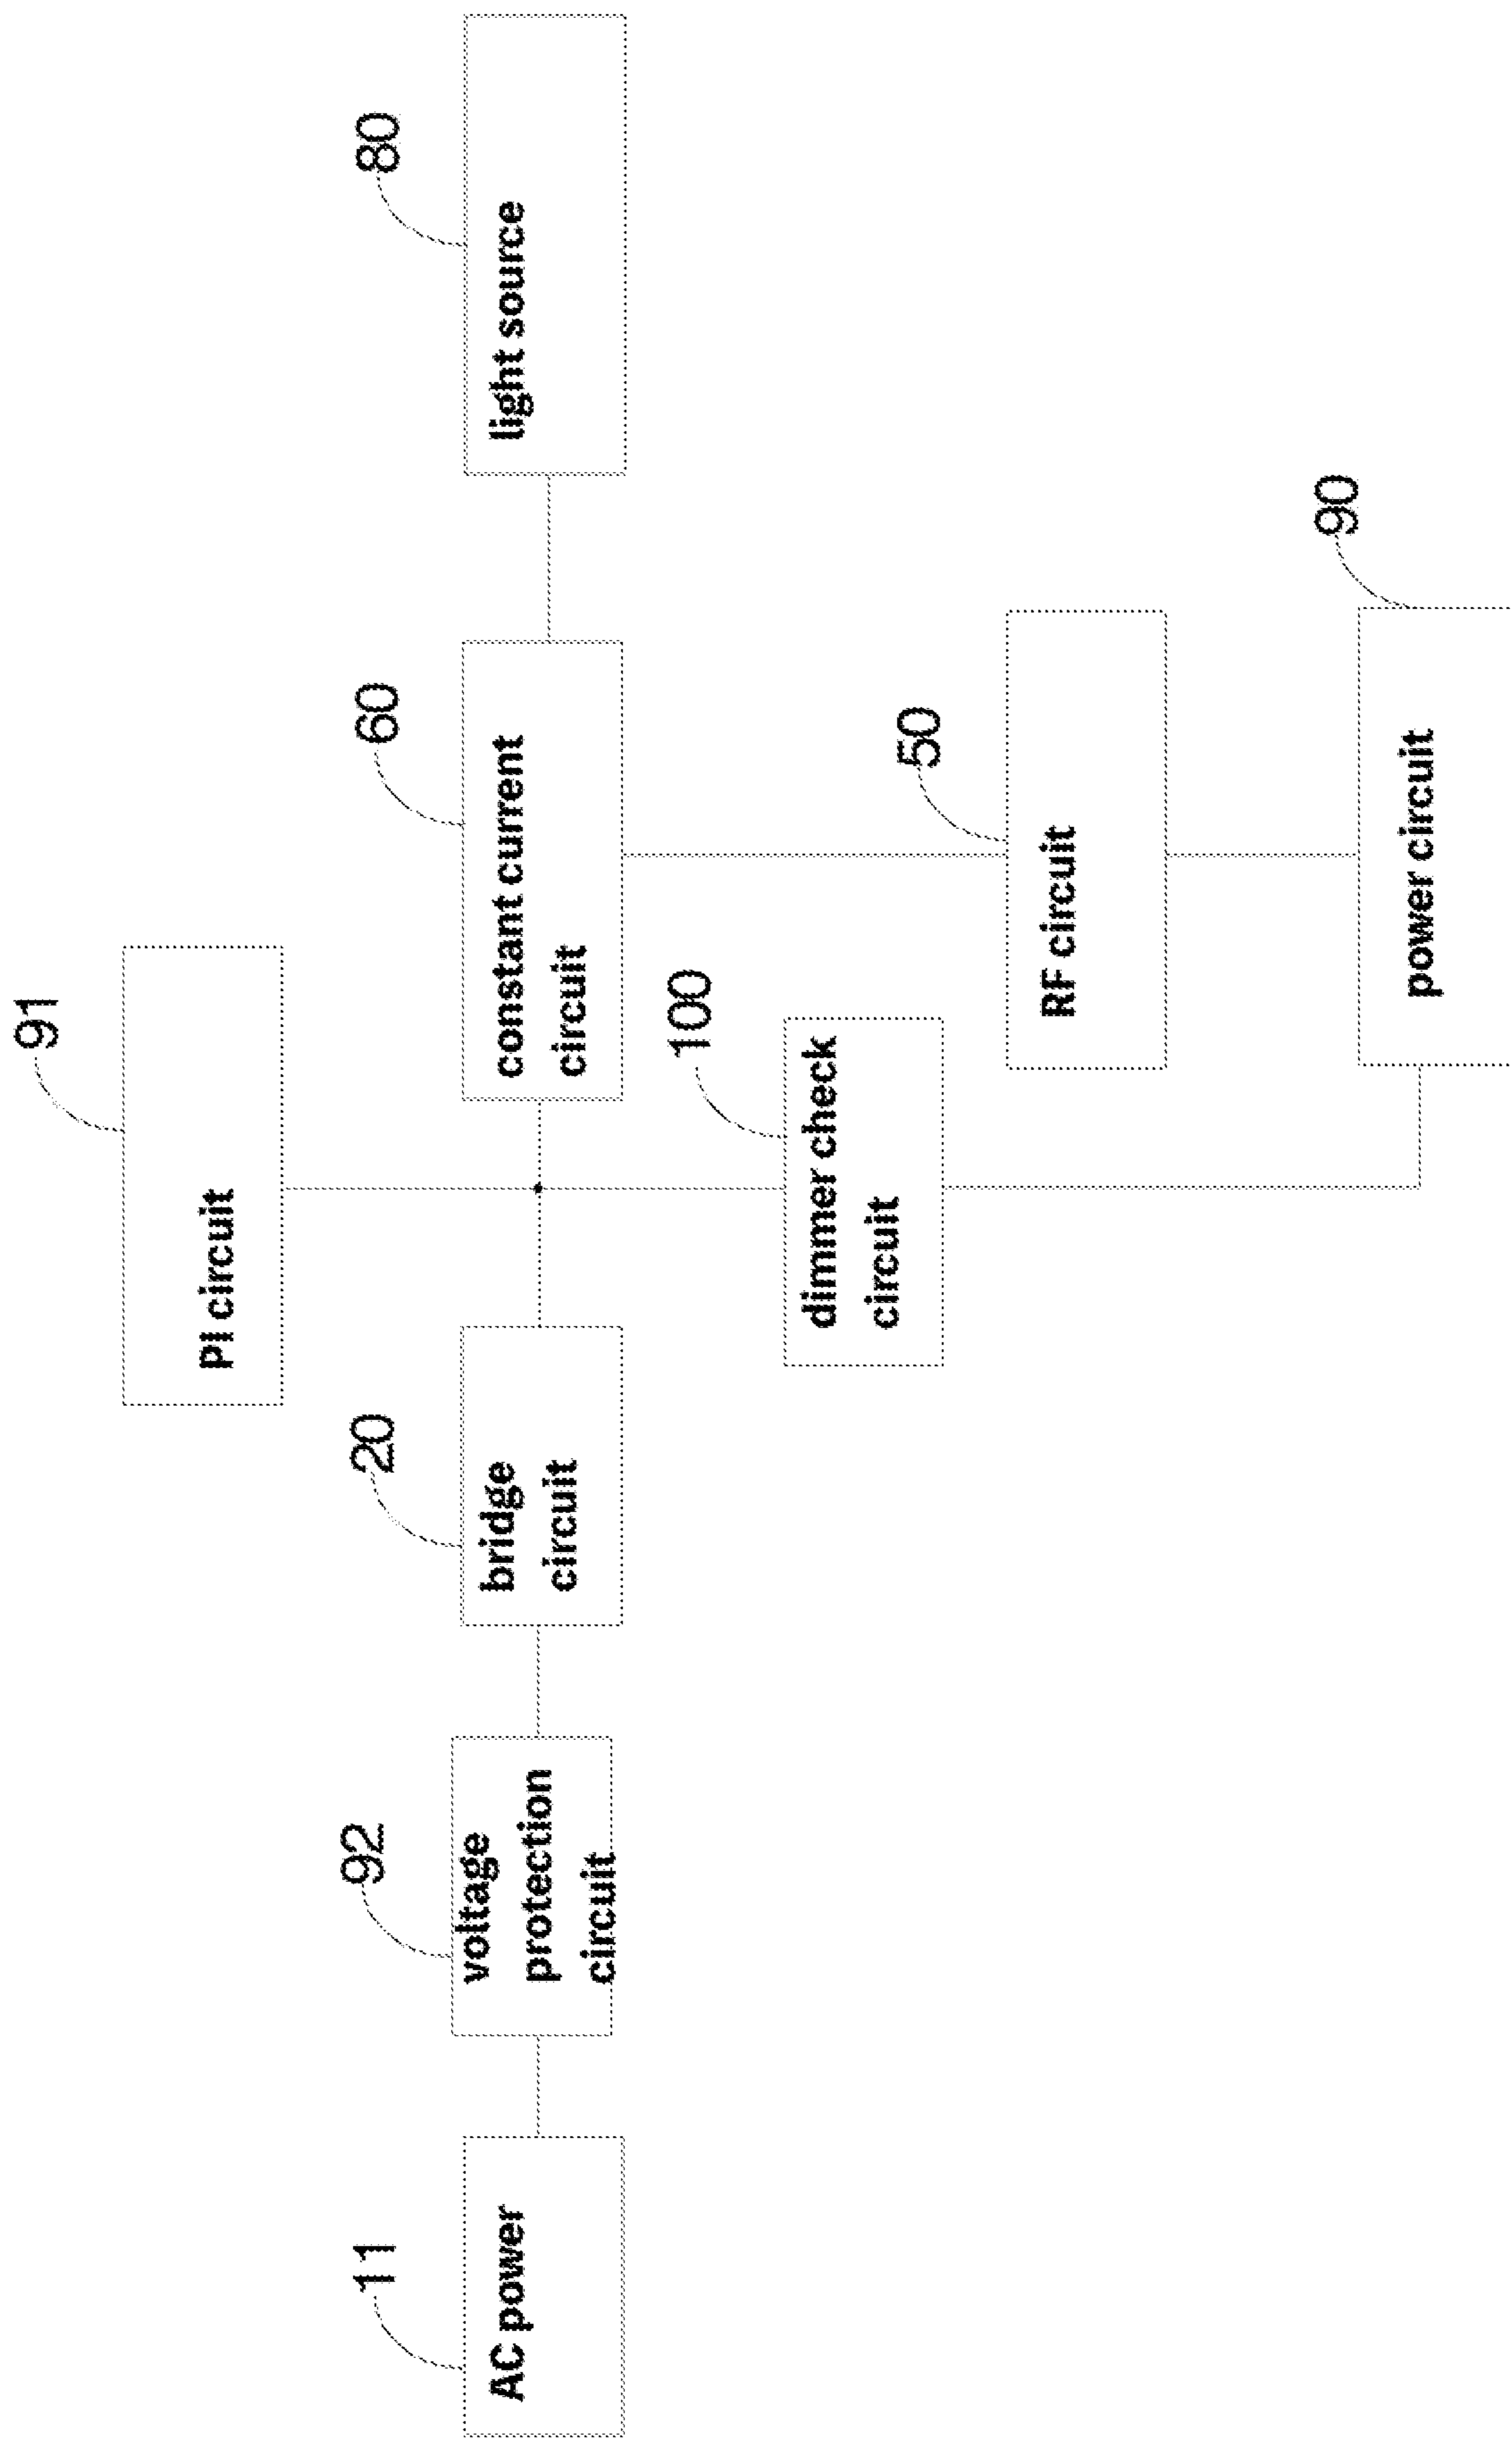 91
PI circuit
11
AC power
92
voltage
protection
circuit
20
bridge
circuit
60
constant current
circuit
80
light source
100
dimmer check
circuit
50
RF circuit
90
power circuit